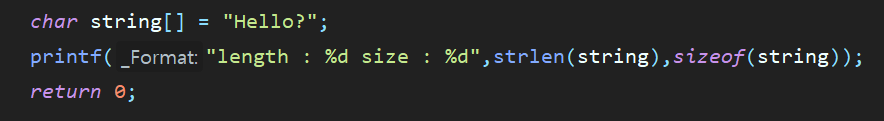 char string[] = "Hello?";
printf( _Format: "length : %d size : %d",strlen(string),sizeof(string));
return 0;